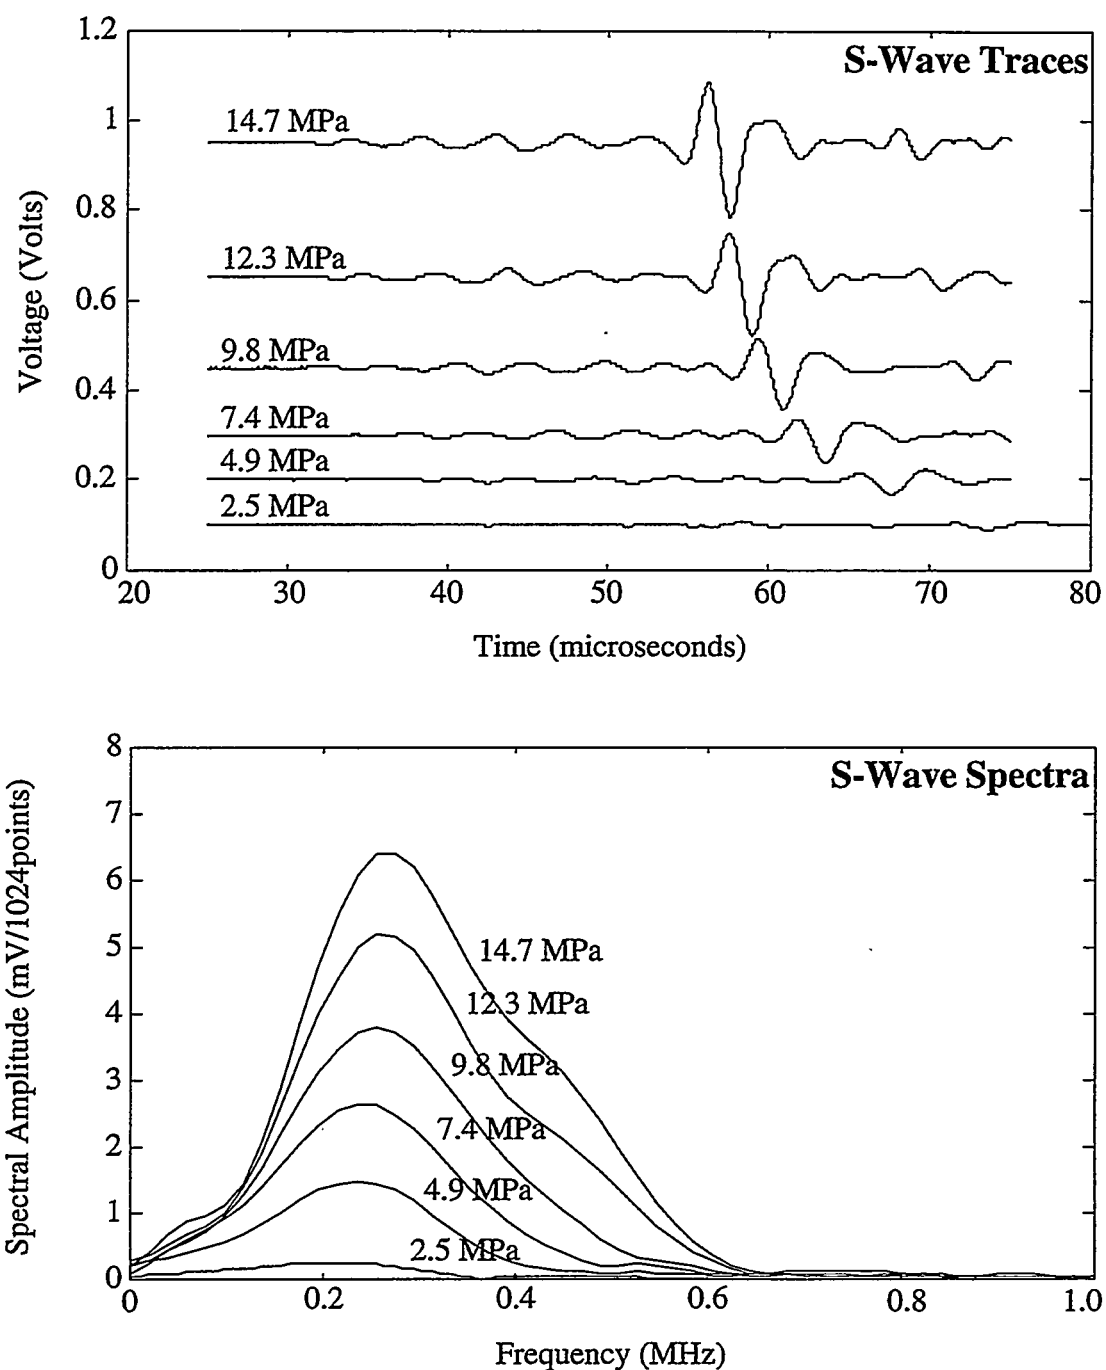 S-Wave Traces
1.2
1
0.8
0.6
0.4
0.2
0
Voltage (Volts)
14.7 MPa
12.3 MPa
9.8 MPa
7.4 MPa
4.9 MPa
2.5 MPa
20 30 40 50 60 70 80
Time (microseconds)
S-Wave Spectra
8
7
6
5
4
3
2
1
0
Spectral Amplitude (mV/1024points)
14.7 MPa
12.3 MPa
9.8 MPa
7.4 MPa
4.9 MPa
2.5 MPa
0 0.2 0.4 0.6 0.8 1.0
Frequency (MHz)